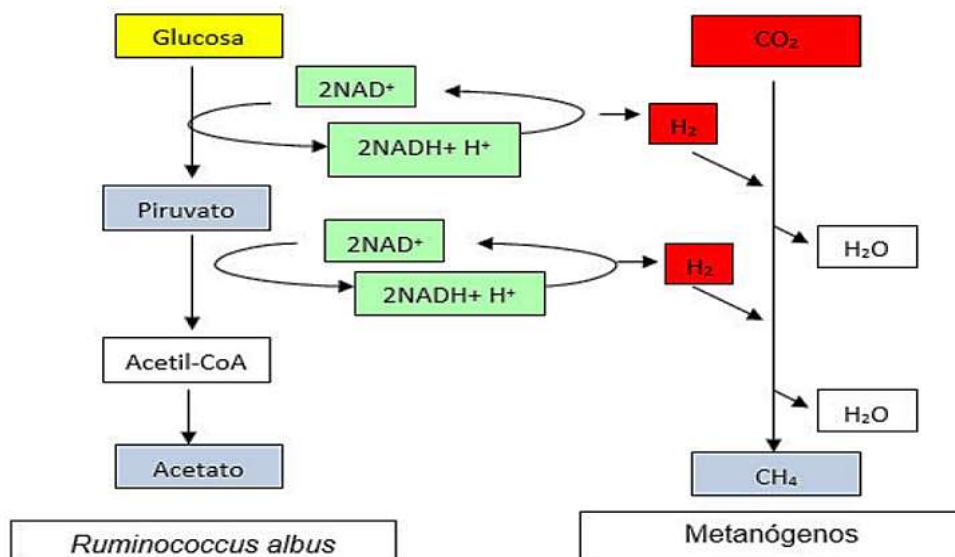 Glucosa
CO₂
2NAD⁺
H₂
2NADH+ H⁺
Piruvato
2NAD⁺
H₂O
H₂
2NADH+ H⁺
Acetil-CoA
H₂O
Acetato
CH₄
Ruminococcus albus
Metanógenos